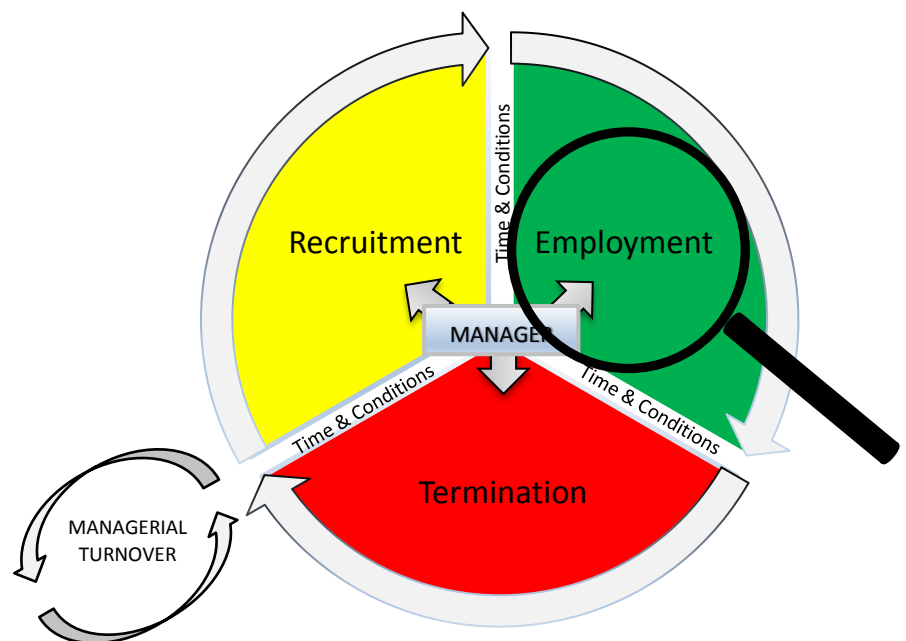 Time & Conditions
Recruitment
Employment
MANAGER
Time & Conditions
Time & Conditions
Termination
MANAGERIAL
TURNOVER